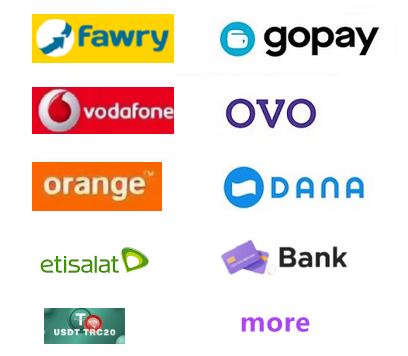 fawry
gopay
vodafone
OVO
orange™
DANA
etisalat
Bank
T
USDT TRC20
more